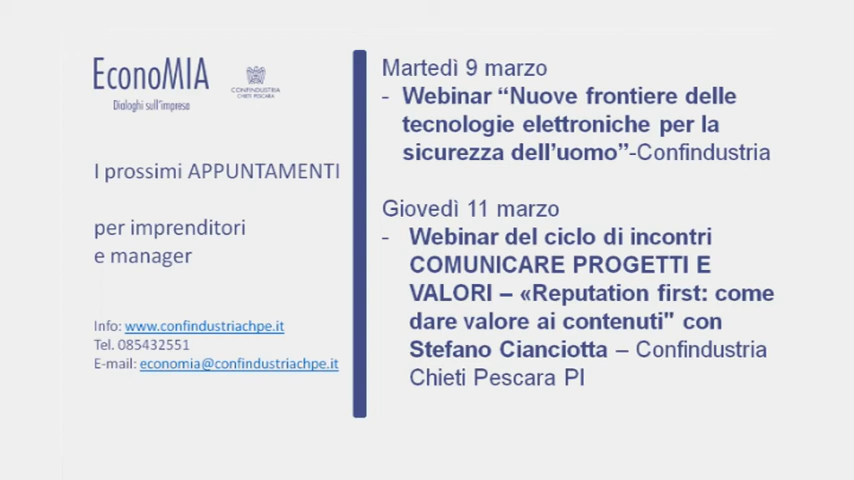 EconoMIA
Dialoghi sull'impresa
CONFINDUSTRIA
CHIETI PESCARA
I prossimi APPUNTAMENTI
per imprenditori
e manager
Info: www.confindustriachpe.it
Tel. 085432551
E-mail: economia@confindustriachpe.it
Martedì 9 marzo
- Webinar “Nuove frontiere delle
tecnologie elettroniche per la
sicurezza dell’uomo”-Confindustria
Giovedì 11 marzo
- Webinar del ciclo di incontri
COMUNICARE PROGETTI E
VALORI – «Reputation first: come
dare valore ai contenuti" con
Stefano Cianciotta – Confindustria
Chieti Pescara PI